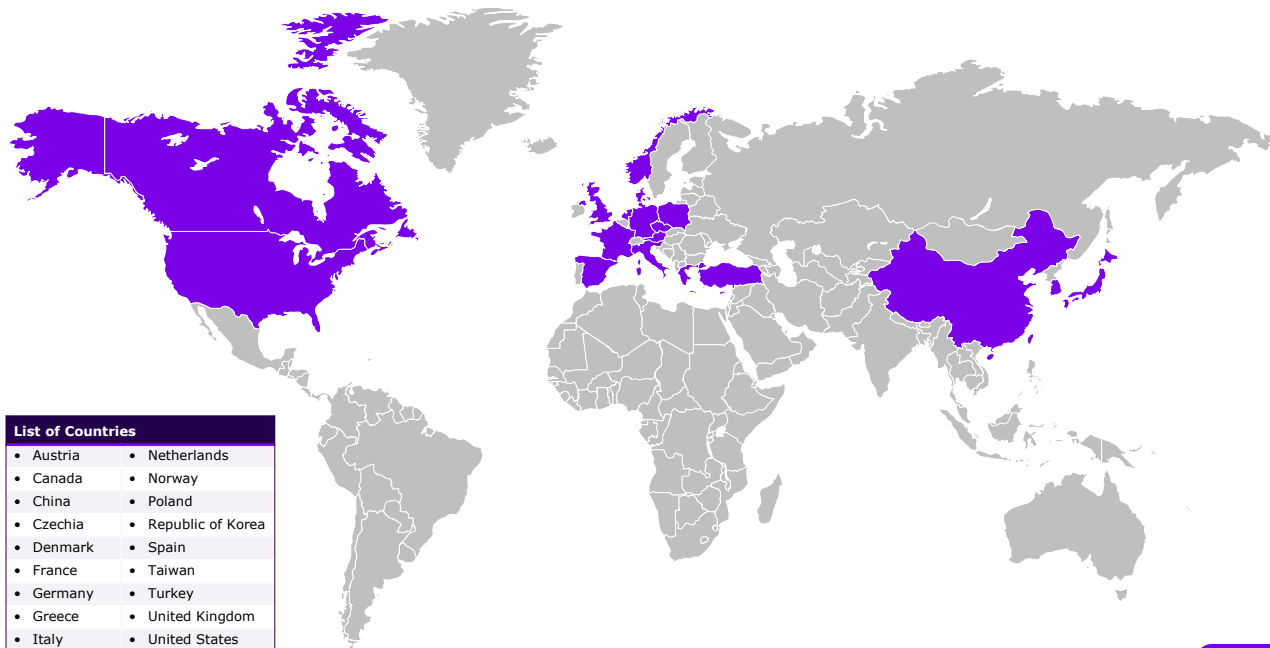 List of Countries
• Austria • Netherlands
• Canada • Norway
• China • Poland
• Czechia • Republic of Korea
• Denmark • Spain
• France • Taiwan
• Germany • Turkey
• Greece • United Kingdom
• Italy • United States